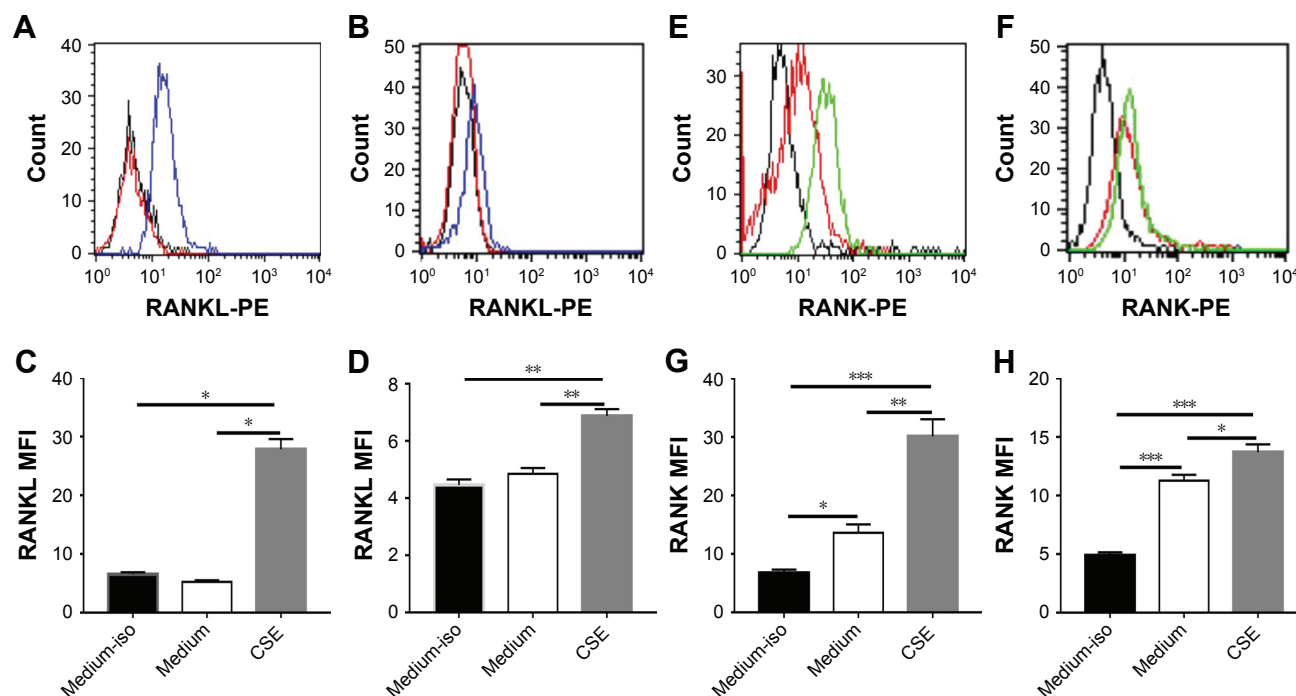 A
B
E
F
Count
40
30
20
10
0
10⁰ 10¹ 10² 10³ 10⁴
RANKL-PE
Count
50
40
30
20
10
0
10⁰ 10¹ 10² 10³ 10⁴
RANKL-PE
Count
30
20
10
0
10⁰ 10¹ 10² 10³ 10⁴
RANK-PE
Count
50
40
30
20
10
0
10⁰ 10¹ 10² 10³ 10⁴
RANK-PE
C
D
G
H
RANKL MFI
40
30
20
10
0
*
*
Medium-iso
Medium
CSE
RANKL MFI
8
6
4
2
0
**
**
Medium-iso
Medium
CSE
RANK MFI
40
30
20
10
0
***
**
*
Medium-iso
Medium
CSE
RANK MFI
20
15
10
5
0
***
*
***
Medium-iso
Medium
CSE